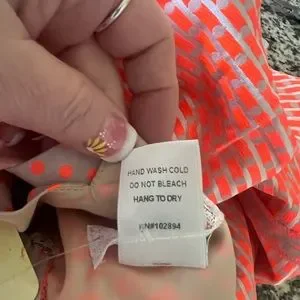 HAND WASH COLD
DO NOT BLEACH
HANG TO DRY
RN#102894